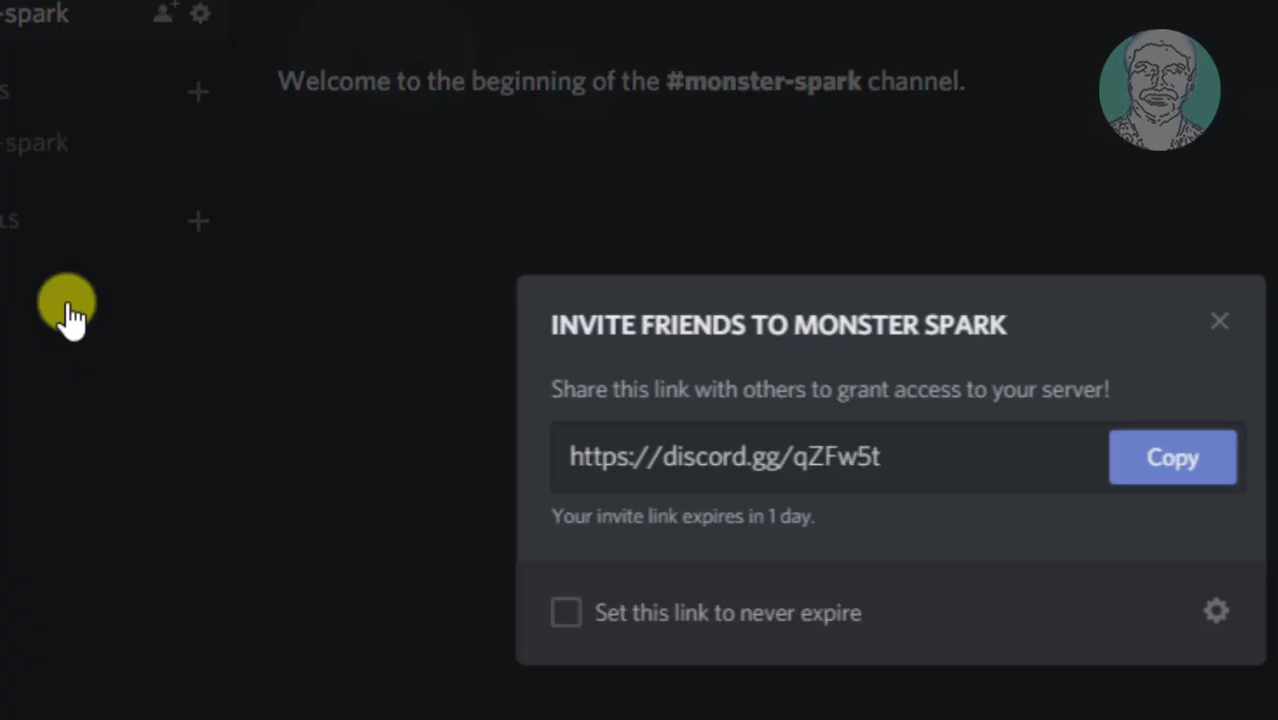 -spark
Welcome to the beginning of the #monster-spark channel.
S
-spark
LS
INVITE FRIENDS TO MONSTER SPARK
Share this link with others to grant access to your server!
https://discord.gg/qZFw5t
Copy
Your invite link expires in 1 day.
Set this link to never expire